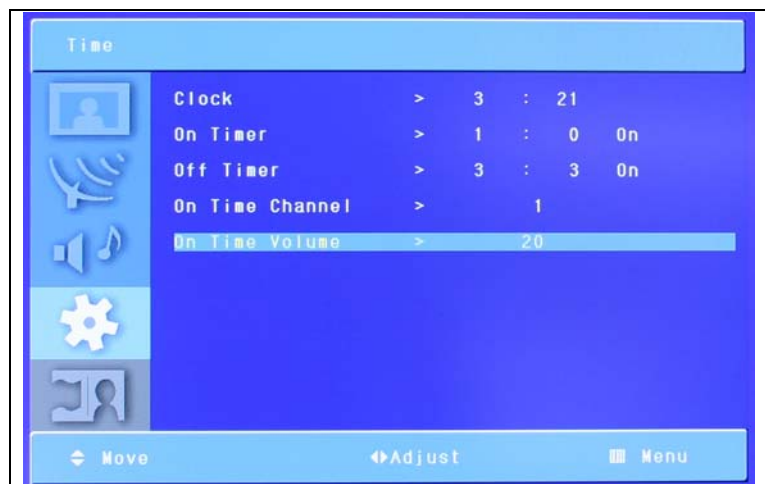 Time
Clock > 3 : 21
On Timer > 1 : 0 On
Off Timer > 3 : 3 On
On Time Channel > 1
On Time Volume > 20
Move Adjust Menu